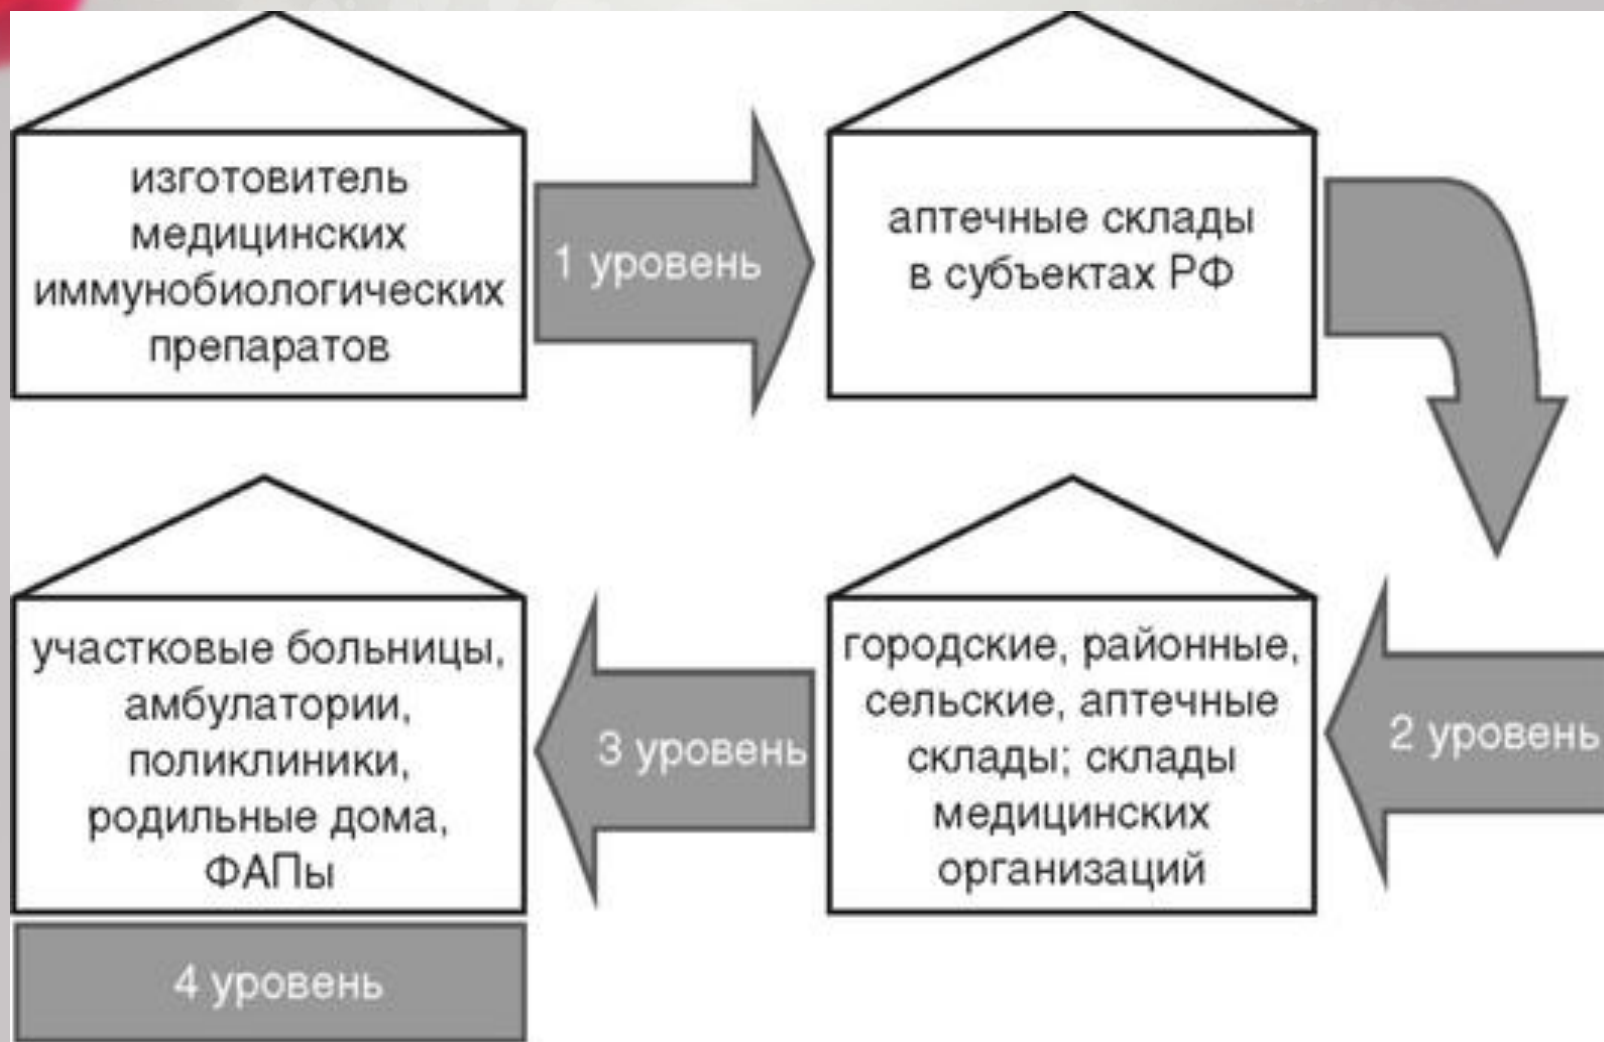 изготовитель
медицинских
иммунобиологических
препаратов
1 уровень
аптечные склады
в субъектах РФ
2 уровень
городские, районные,
сельские, аптечные
склады; склады
медицинских
организаций
3 уровень
участковые больницы,
амбулатории,
поликлиники,
родильные дома,
ФАПы
4 уровень